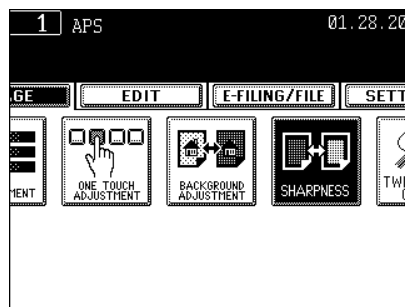 1 APS 01.28.20
GE EDIT E-FILING/FILE SETT
MENT
ONE TOUCH
ADJUSTMENT
BACKGROUND
ADJUSTMENT
SHARPNESS
TWI